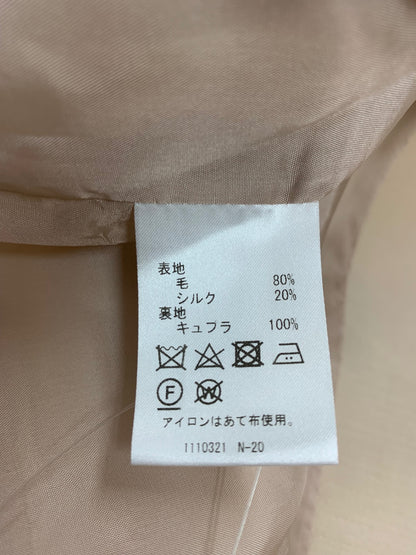 表地
毛 80%
シルク 20%
裏地
キュプラ 100%
F W
アイロンはあて布使用。
1110321 N-20